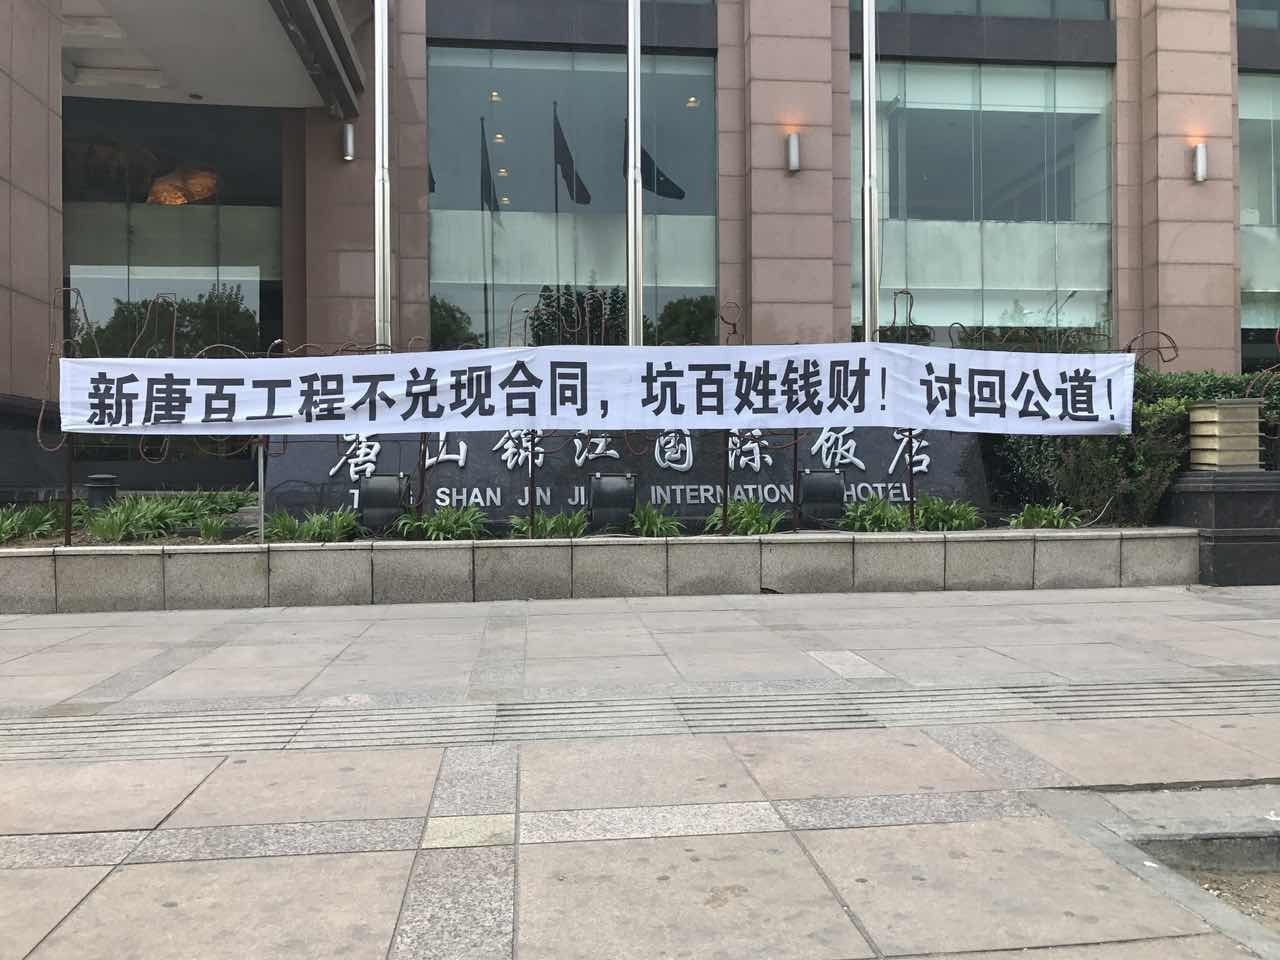 新唐百工程不兑现合同，坑百姓钱财！讨回公道！
唐山锦江国际饭店
SHAN JIN INTERNATION HOTEL